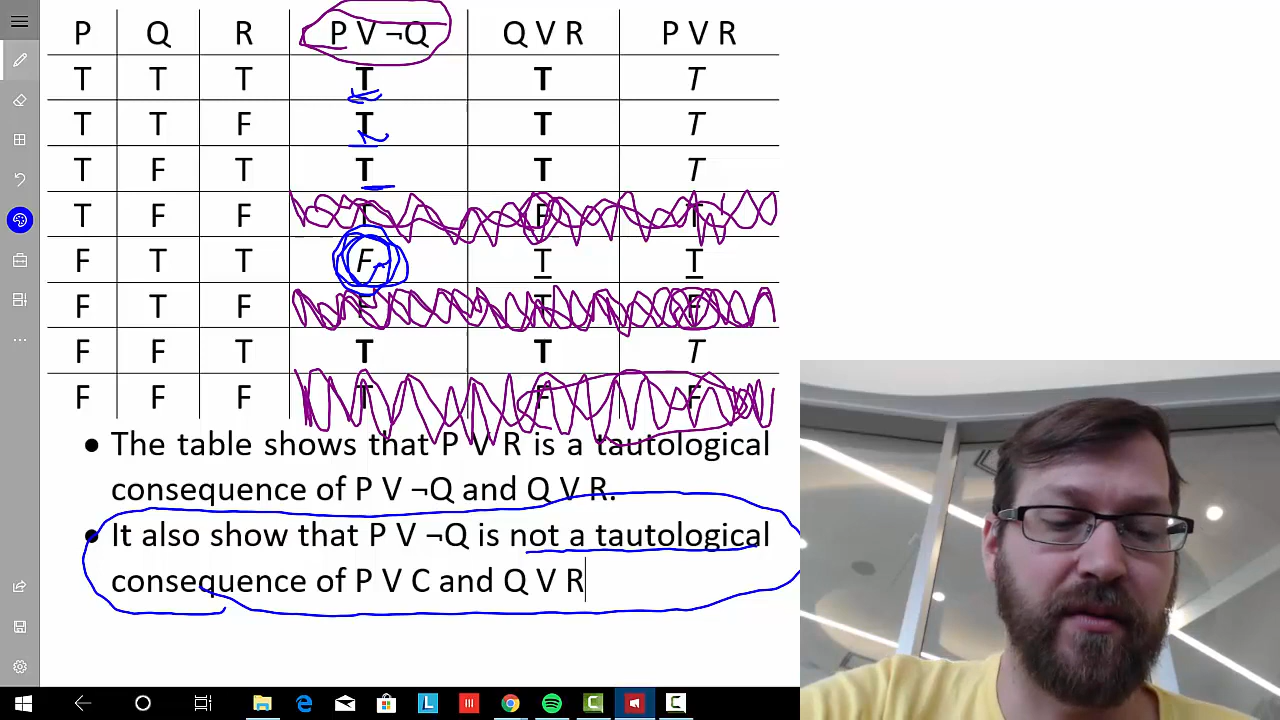 P Q R P V ¬Q Q V R P V R
T T T T T T
T T F T T T
T F T T T T
T F F T F T
F T T F T T
F T F F T F
F F T T T T
F F F T F F
• The table shows that P V R is a tautological
consequence of P V ¬Q and Q V R.
• It also show that P V ¬Q is not a tautological
consequence of P V C and Q V R